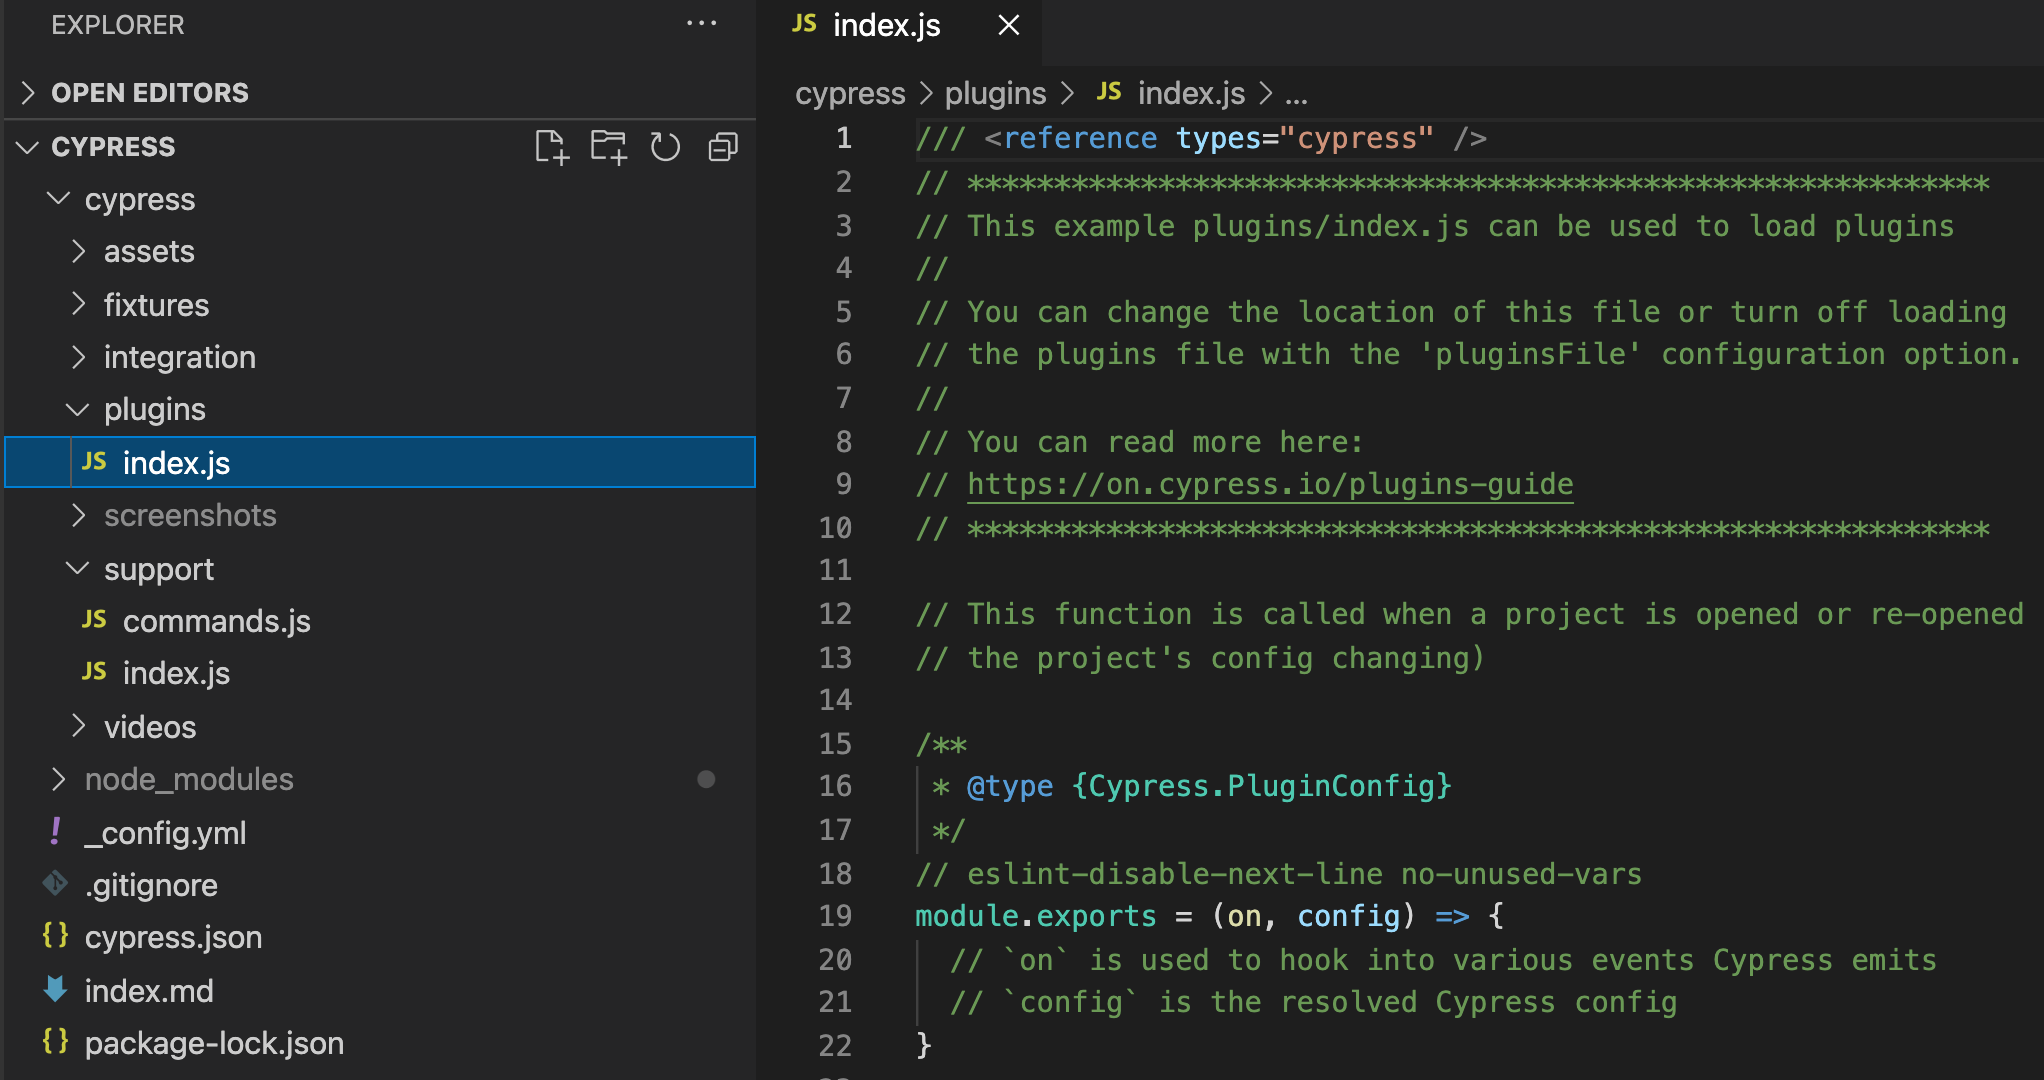 EXPLORER
OPEN EDITORS
CYPRESS
cypress
assets
fixtures
integration
plugins
JS index.js
screenshots
support
JS commands.js
JS index.js
videos
node_modules
! _config.yml
.gitignore
{} cypress.json
index.md
{} package-lock.json
JS index.js
cypress > plugins > JS index.js > ...
1 /// <reference types="cypress" />
2 // ***********************************************************
3 // This example plugins/index.js can be used to load plugins
4 //
5 // You can change the location of this file or turn off loading
6 // the plugins file with the 'pluginsFile' configuration option.
7 //
8 // You can read more here:
9 // https://on.cypress.io/plugins-guide
10 // ***********************************************************
11
12 // This function is called when a project is opened or re-opened
13 // the project's config changing)
14
15 /**
16 * @type {Cypress.PluginConfig}
17 */
18 // eslint-disable-next-line no-unused-vars
19 module.exports = (on, config) => {
20 // `on` is used to hook into various events Cypress emits
21 // `config` is the resolved Cypress config
22 }